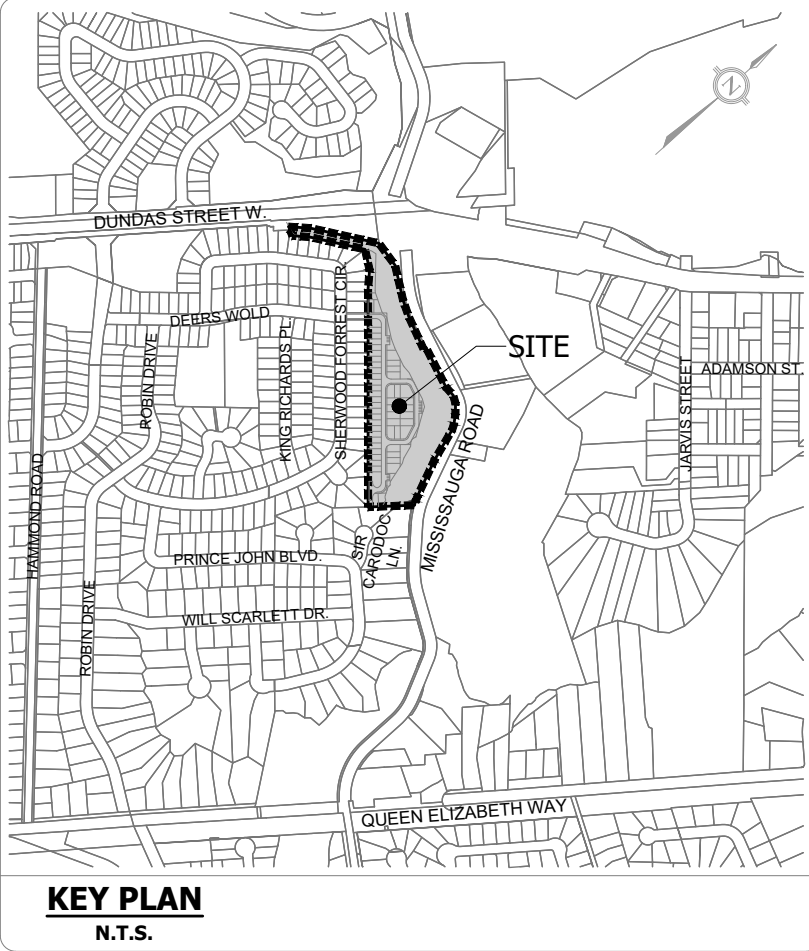 N
DUNDAS STREET W.
DEERS WOLD
ROBIN DRIVE
KING RICHARDS PL.
SHERWOOD FORREST CIR.
SITE
ADAMSON ST.
JARVIS STREET
HAMMOND ROAD
MISSISSAUGA ROAD
SIR
CARODOC
LN.
PRINCE JOHN BLVD.
ROBIN DRIVE
WILL SCARLETT DR.
QUEEN ELIZABETH WAY
KEY PLAN
N.T.S.